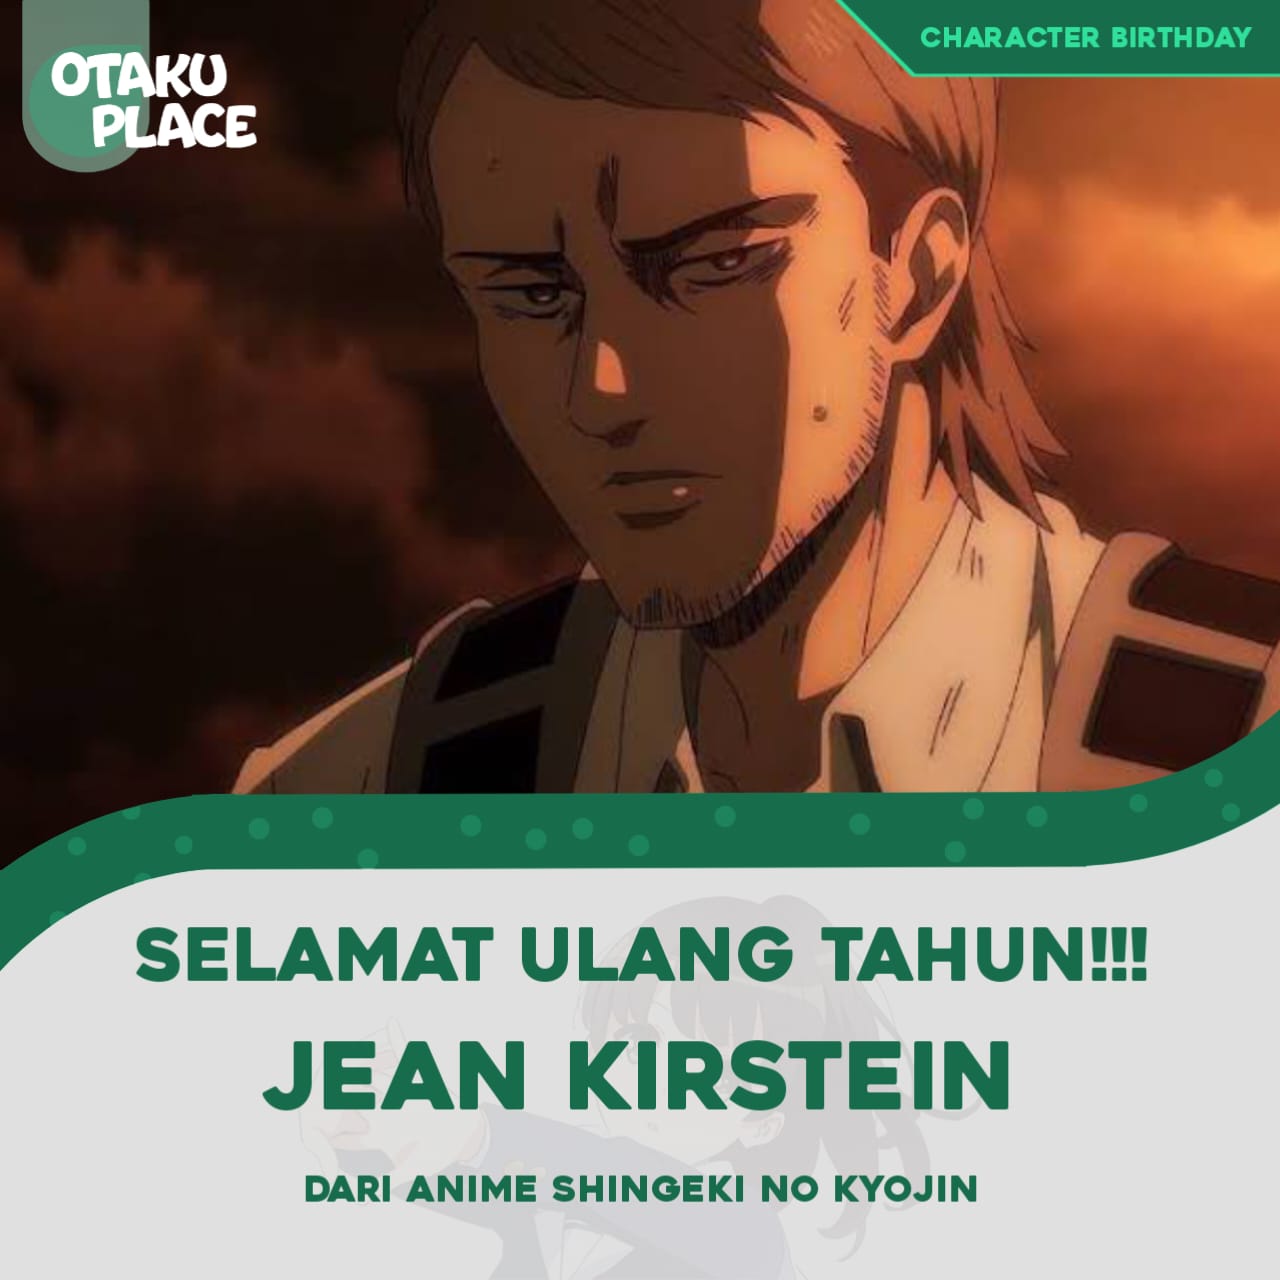 OTAKU
PLACE
CHARACTER BIRTHDAY
SELAMAT ULANG TAHUN!!!
JEAN KIRSTEIN
DARI ANIME SHINGEKI NO KYOJIN